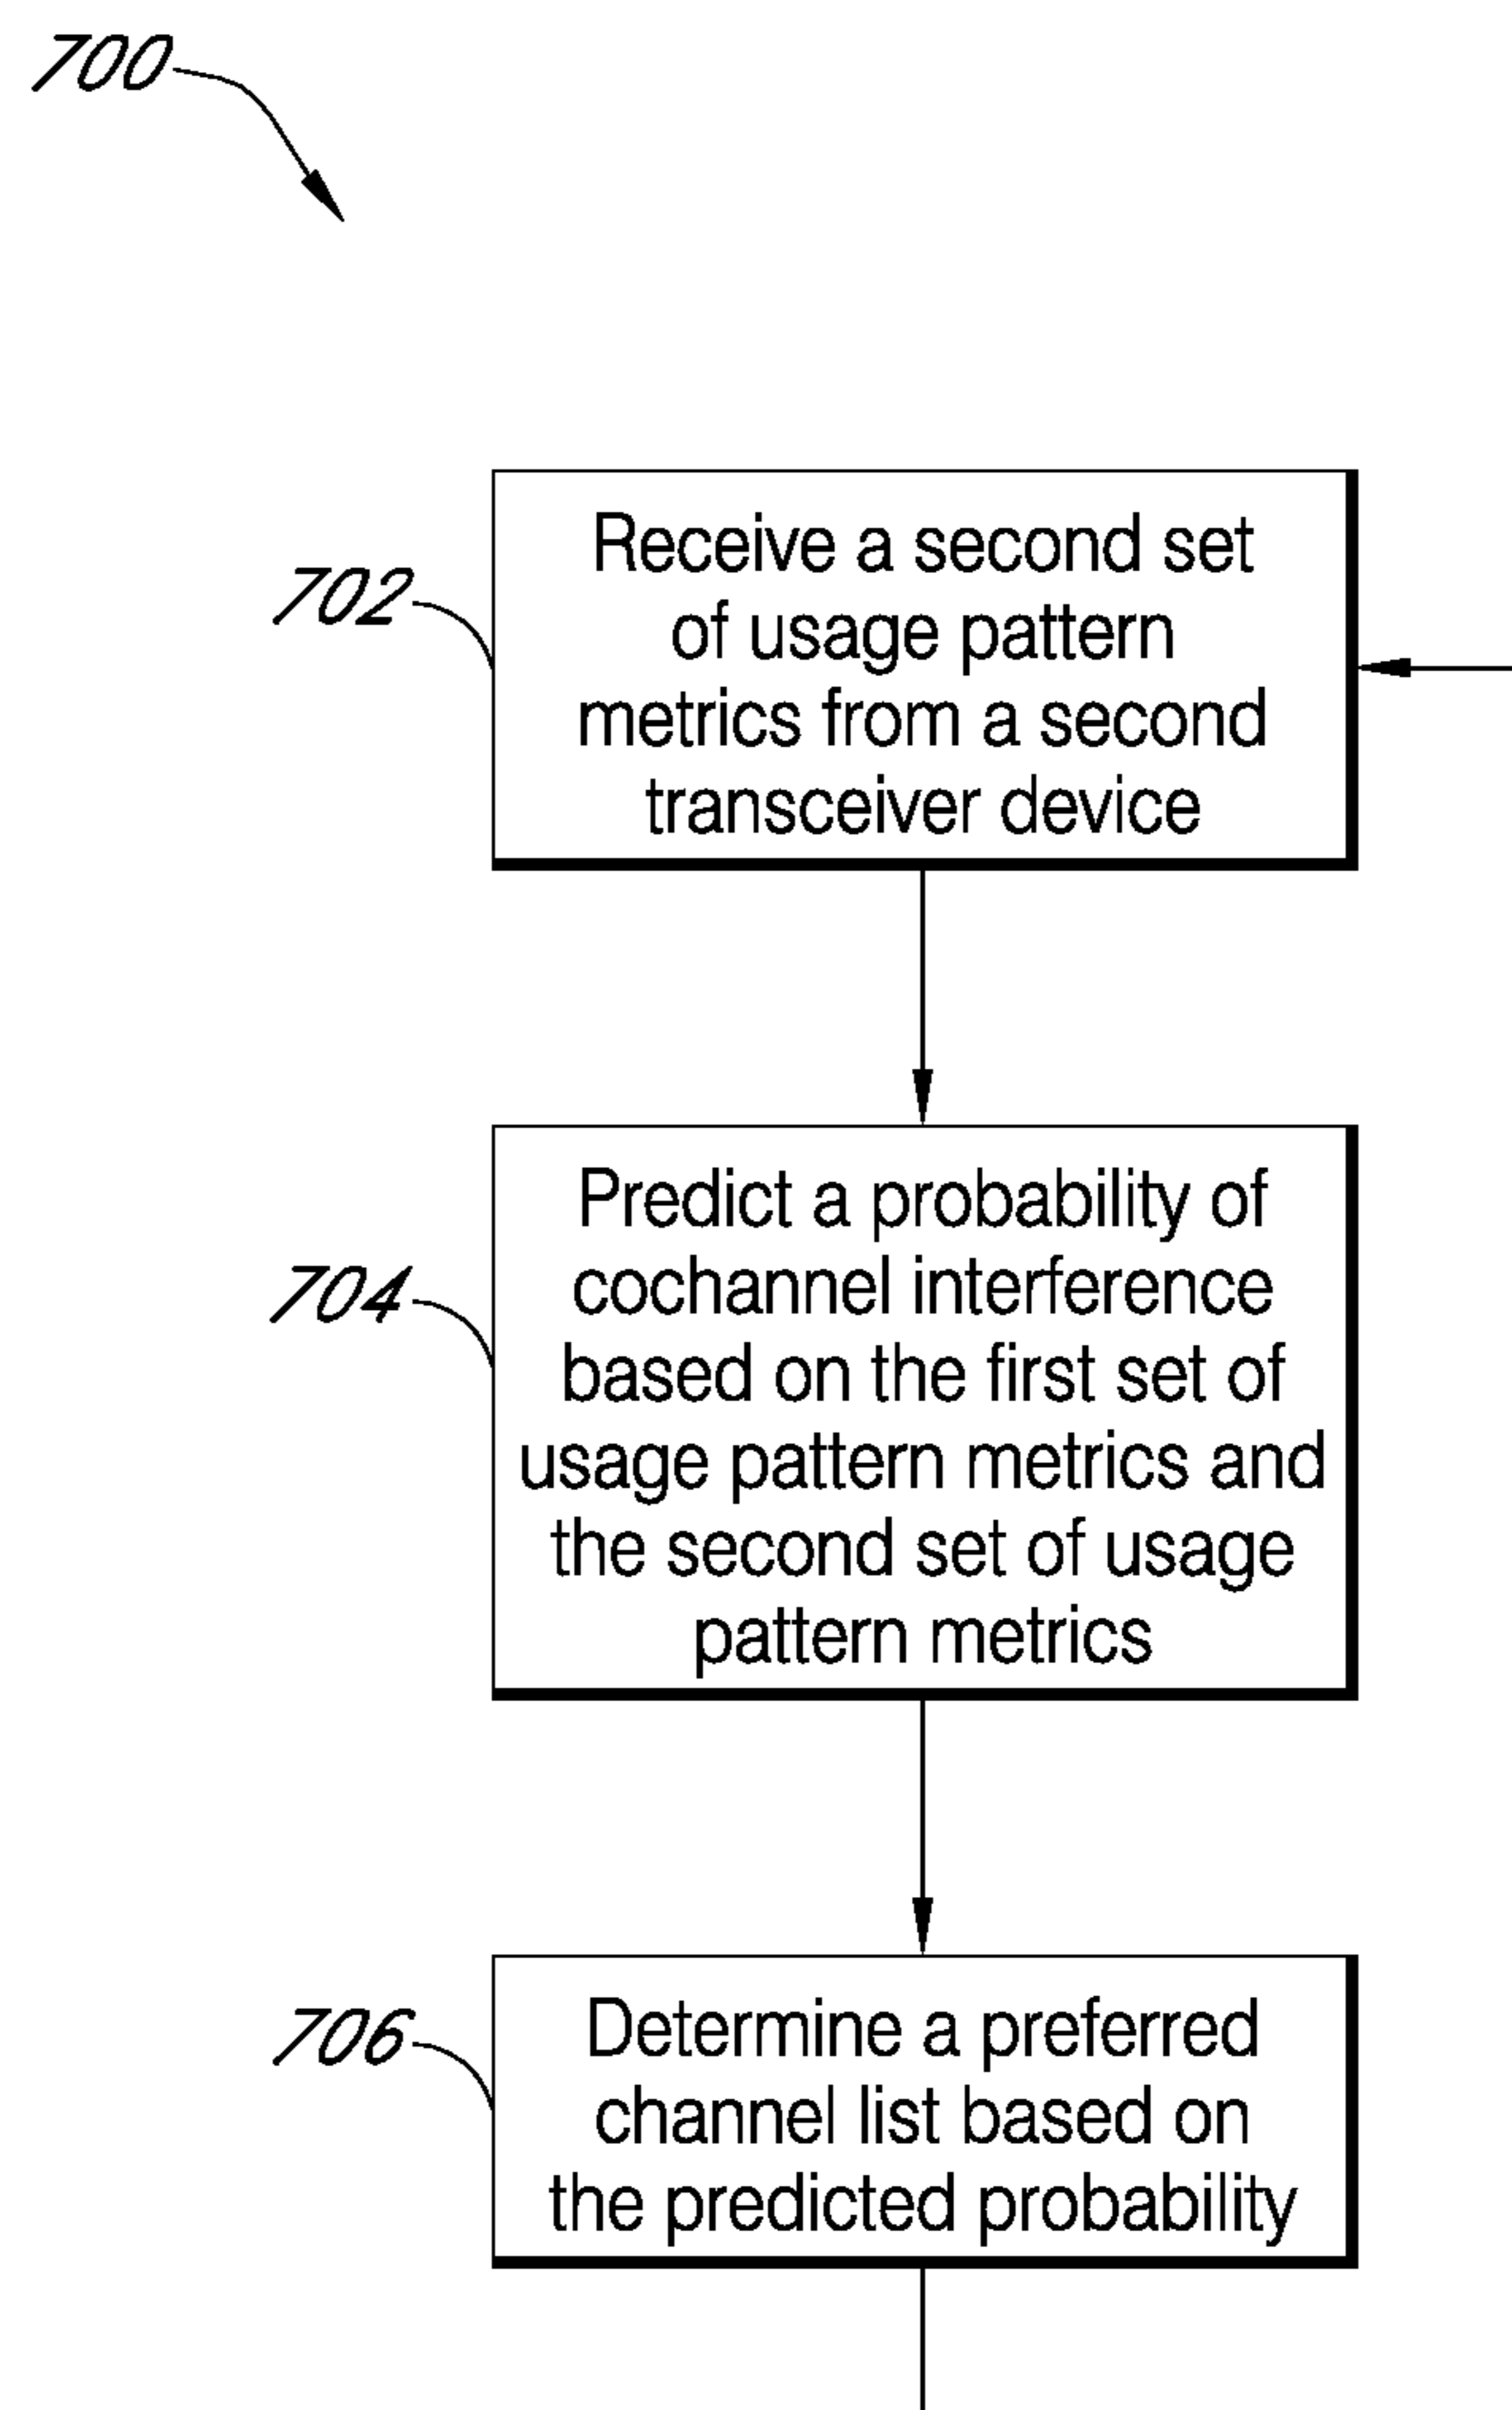 700
702
Receive a second set
of usage pattern
metrics from a second
transceiver device
704
Predict a probability of
cochannel interference
based on the first set of
usage pattern metrics and
the second set of usage
pattern metrics
706
Determine a preferred
channel list based on
the predicted probability